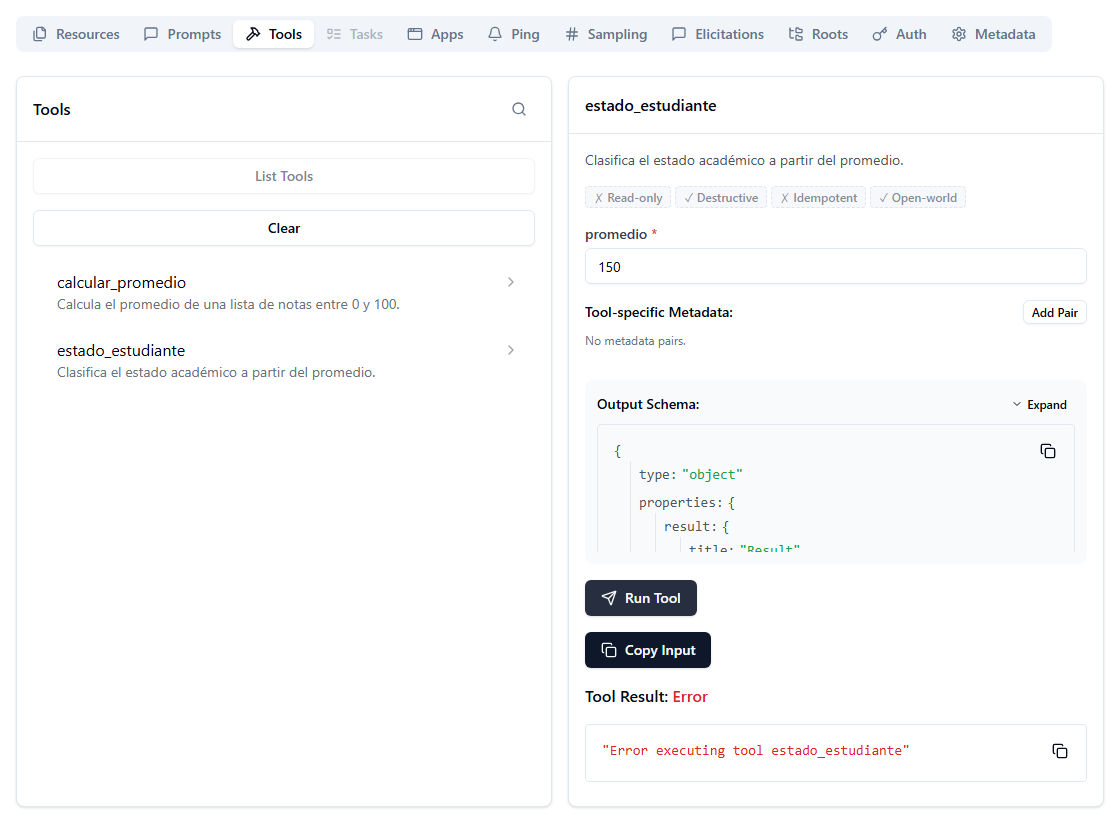 Resources Prompts Tools Tasks Apps Ping Sampling Elicitations Roots Auth Metadata
Tools
List Tools
Clear
calcular_promedio
Calcula el promedio de una lista de notas entre 0 y 100.
estado_estudiante
Clasifica el estado académico a partir del promedio.
estado_estudiante
Clasifica el estado académico a partir del promedio.
✗ Read-only ✓ Destructive ✗ Idempotent ✓ Open-world
promedio *
150
Tool-specific Metadata: Add Pair
No metadata pairs.
Output Schema: Expand
{
type: "object"
properties: {
result: {
title: "Result"
Run Tool
Copy Input
Tool Result: Error
"Error executing tool estado_estudiante"